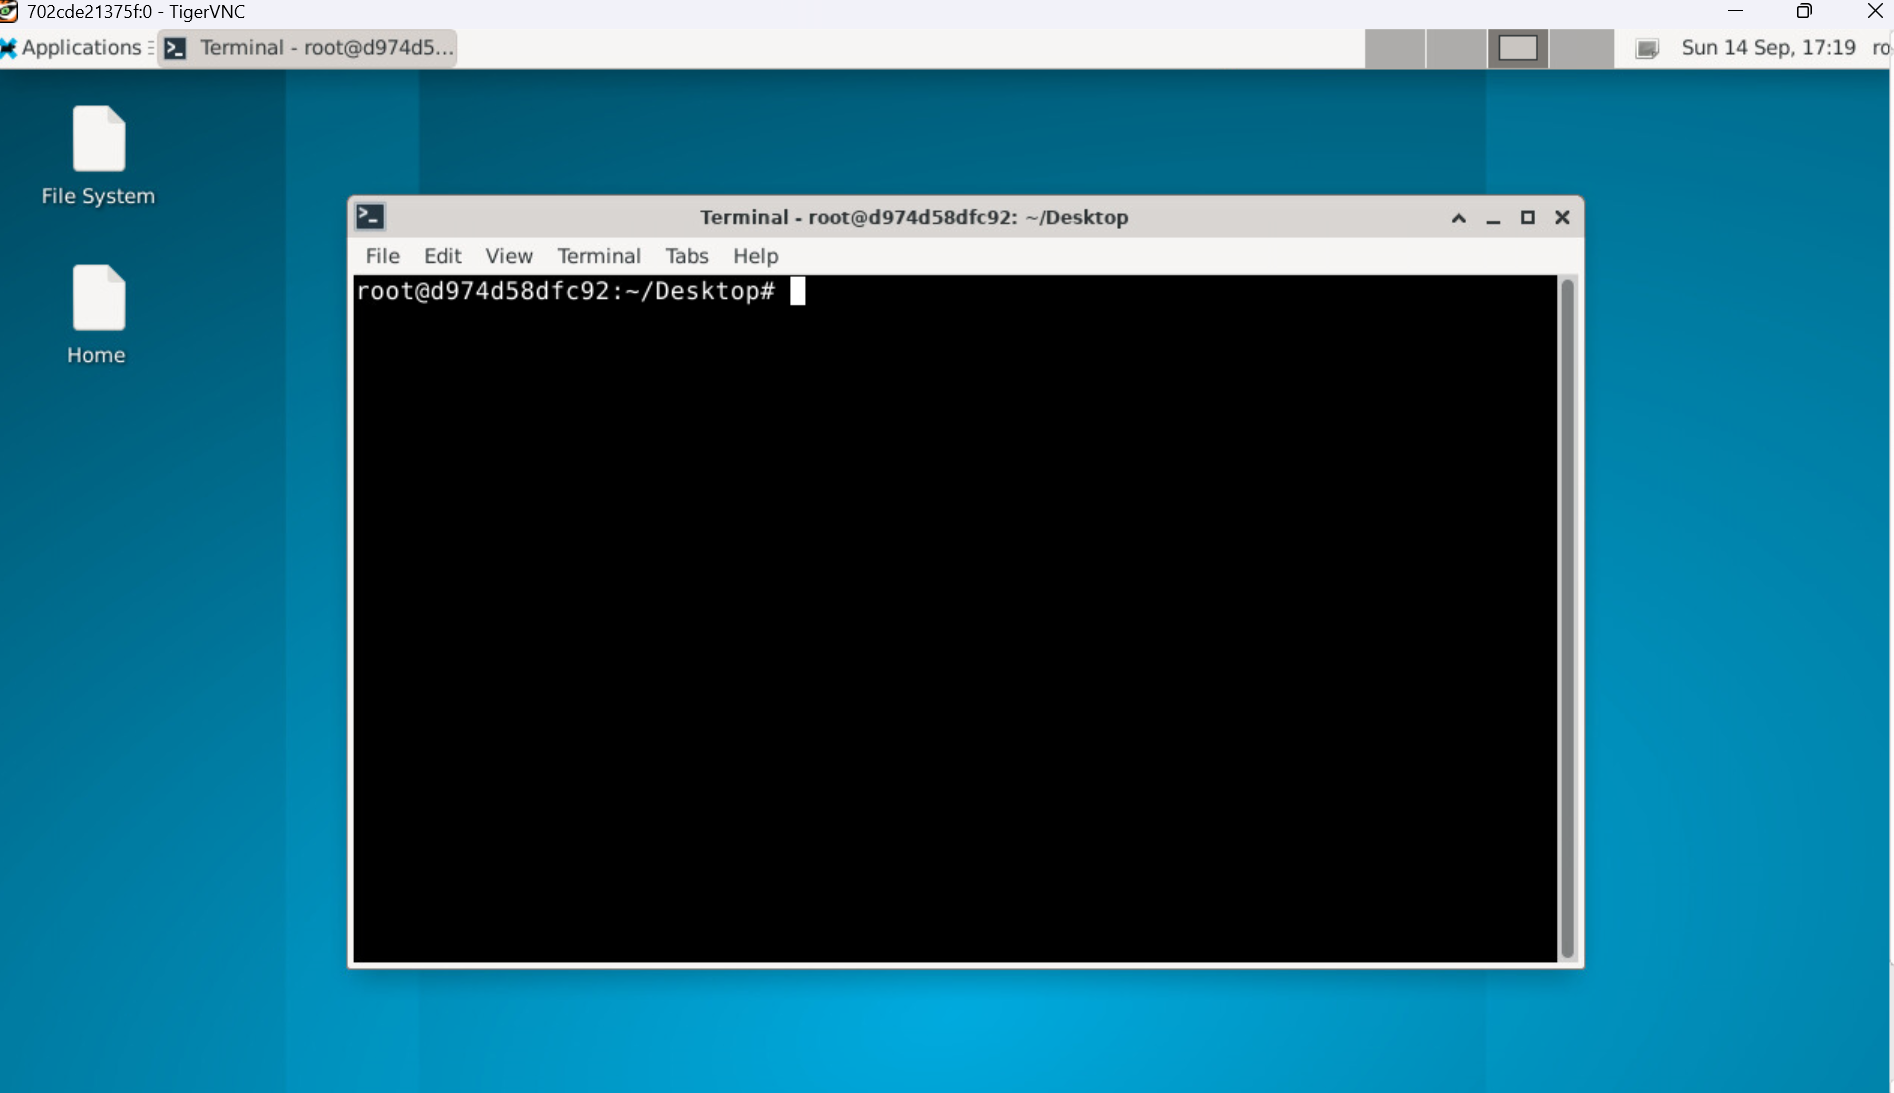 702cde21375f:0 - TigerVNC
Applications
Terminal - root@d974d5...
Sun 14 Sep, 17:19
ro
File System
Home
Terminal - root@d974d58dfc92: ~/Desktop
File Edit View Terminal Tabs Help
root@d974d58dfc92:~/Desktop#